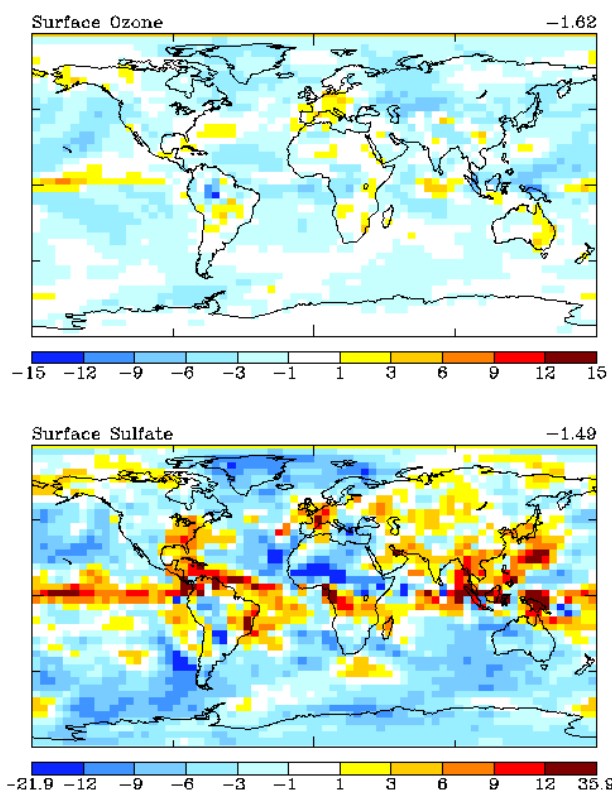 Surface Ozone -1.62
-15 -12 -9 -6 -3 -1 1 3 6 9 12 15
Surface Sulfate -1.49
-21.9 -12 -9 -6 -3 -1 1 3 6 9 12 35.9